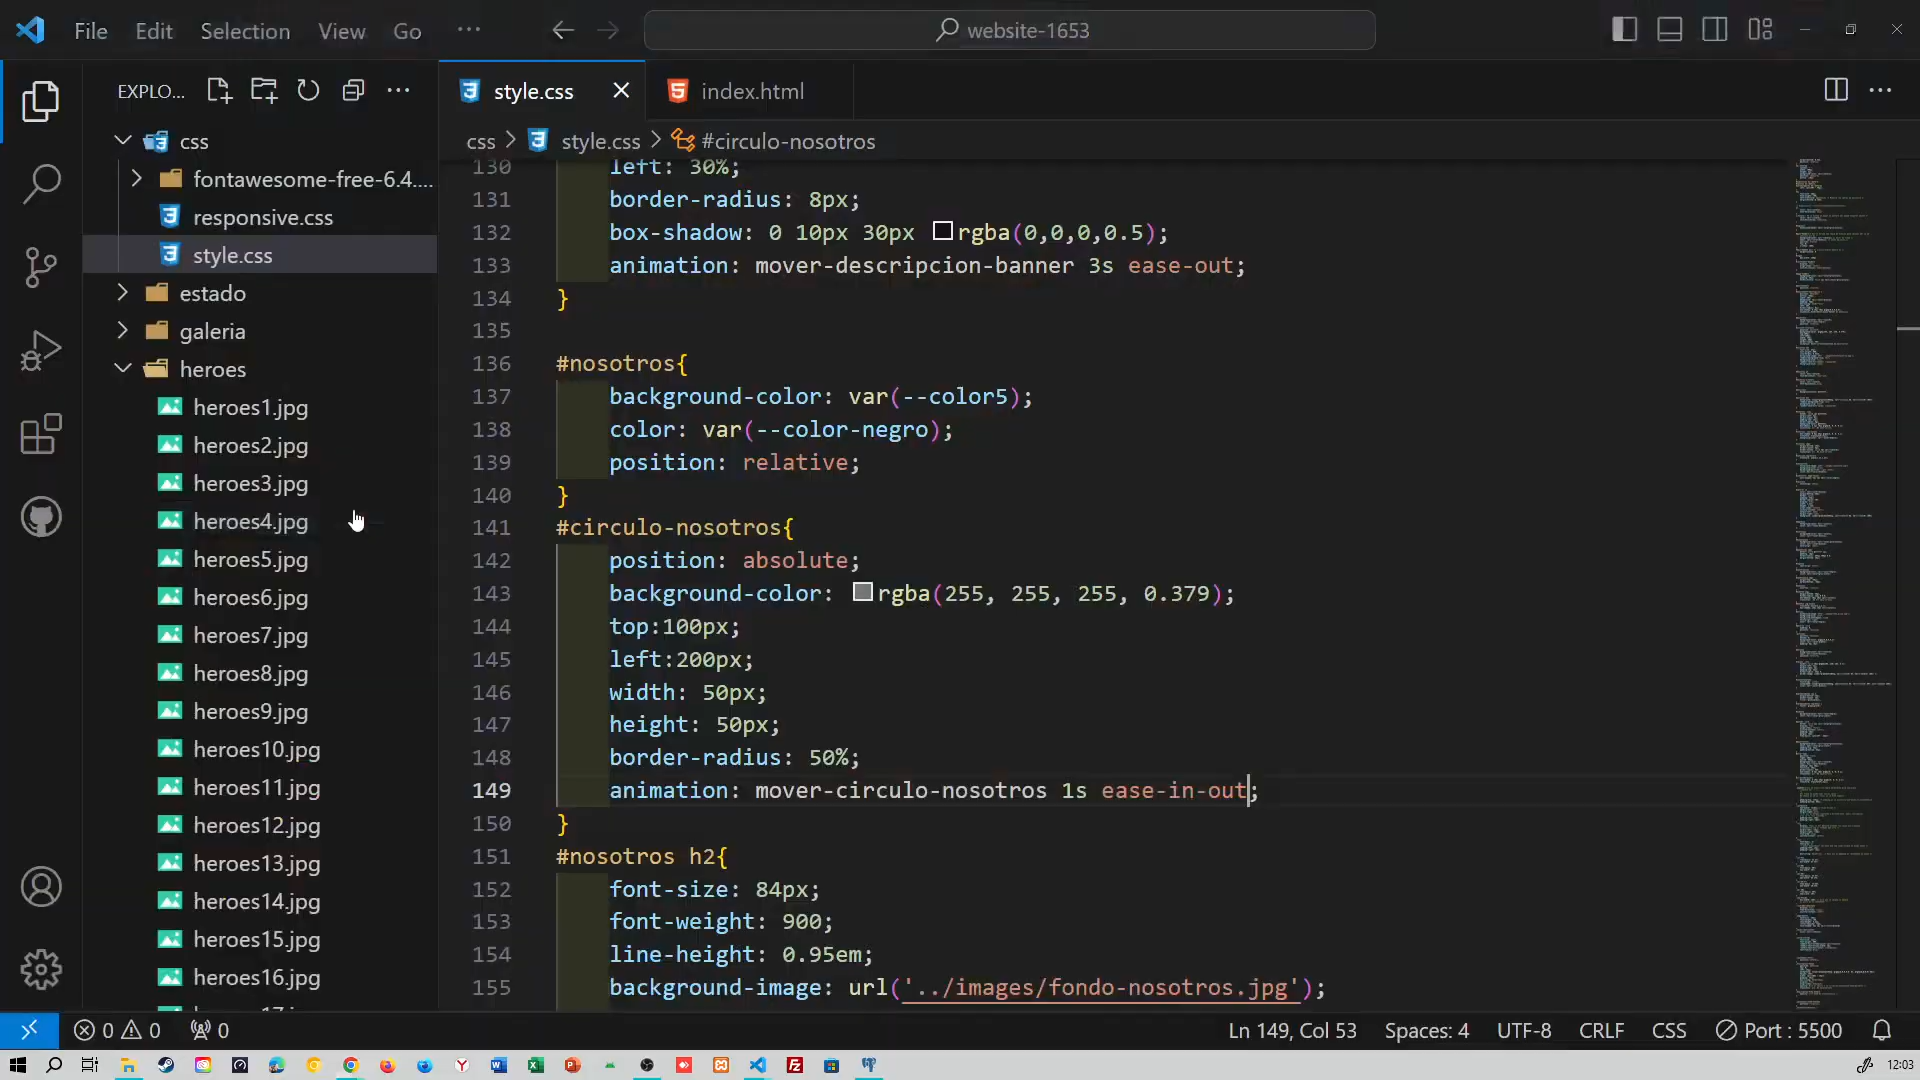 File Edit Selection View Go ··· website-1653
EXPLO...
style.css index.html
css > style.css > #circulo-nosotros
css
fontawesome-free-6.4....
responsive.css
style.css
estado
galeria
heroes
heroes1.jpg
heroes2.jpg
heroes3.jpg
heroes4.jpg
heroes5.jpg
heroes6.jpg
heroes7.jpg
heroes8.jpg
heroes9.jpg
heroes10.jpg
heroes11.jpg
heroes12.jpg
heroes13.jpg
heroes14.jpg
heroes15.jpg
heroes16.jpg
130 left: 30%;
131 border-radius: 8px;
132 box-shadow: 0 10px 30px rgba(0,0,0,0.5);
133 animation: mover-descripcion-banner 3s ease-out;
134 }
135
136 #nosotros{
137 background-color: var(--color5);
138 color: var(--color-negro);
139 position: relative;
140 }
141 #circulo-nosotros{
142 position: absolute;
143 background-color: rgba(255, 255, 255, 0.379);
144 top:100px;
145 left:200px;
146 width: 50px;
147 height: 50px;
148 border-radius: 50%;
149 animation: mover-circulo-nosotros 1s ease-in-out;
150 }
151 #nosotros h2{
152 font-size: 84px;
153 font-weight: 900;
154 line-height: 0.95em;
155 background-image: url('../images/fondo-nosotros.jpg');
0 0 0 Ln 149, Col 53 Spaces: 4 UTF-8 CRLF CSS Port : 5500
12:03